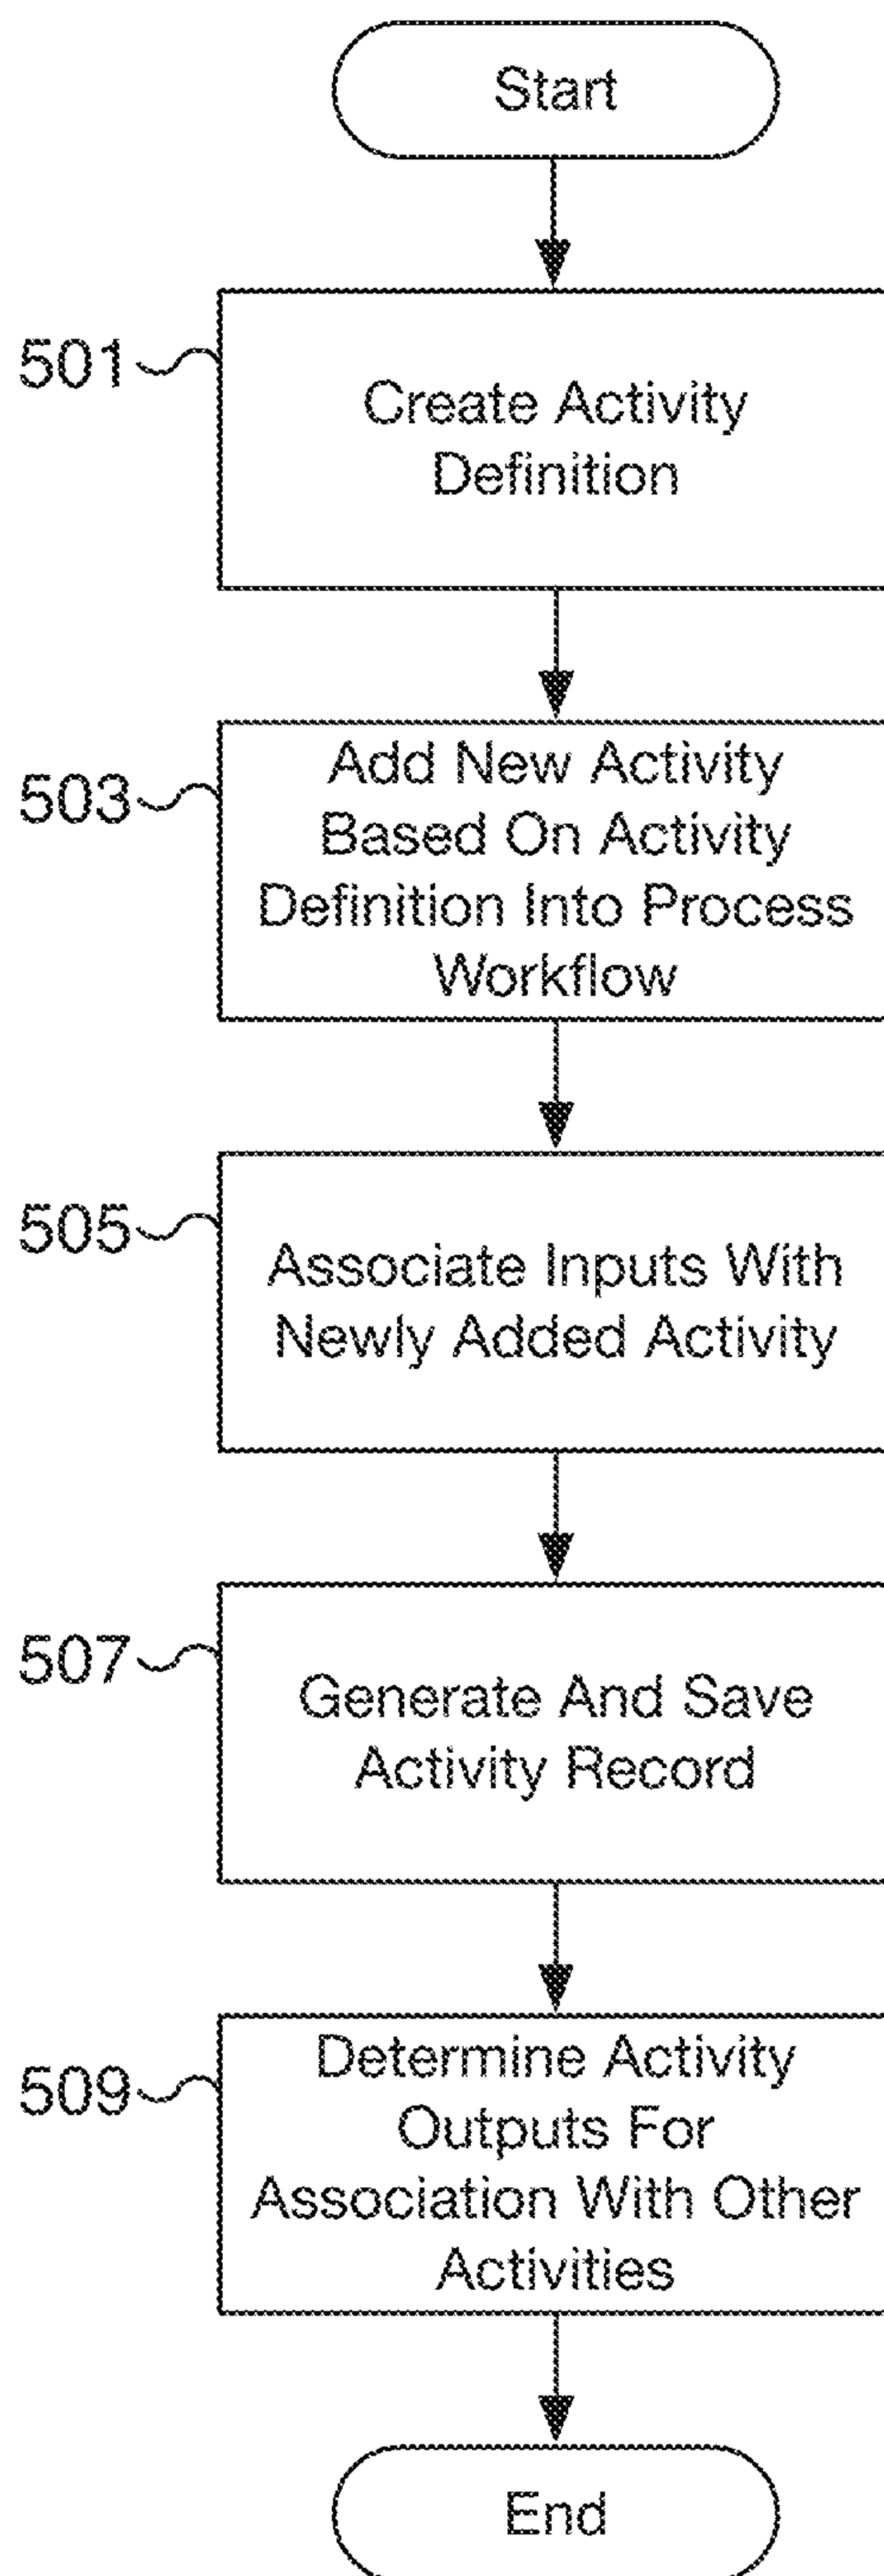 Start
501
Create Activity
Definition
503
Add New Activity
Based On Activity
Definition Into Process
Workflow
505
Associate Inputs With
Newly Added Activity
507
Generate And Save
Activity Record
509
Determine Activity
Outputs For
Association With Other
Activities
End